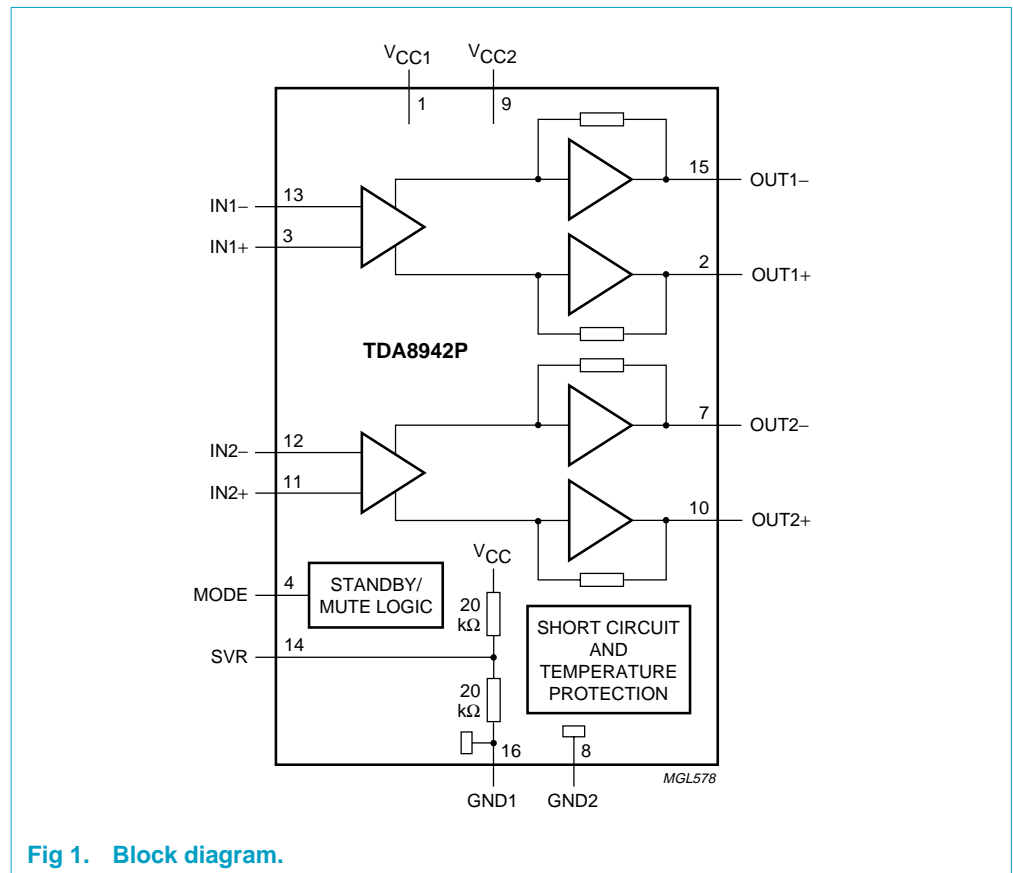 VCC1
VCC2
1
9
15
OUT1−
IN1−
13
IN1+
3
2
OUT1+
TDA8942P
7
OUT2−
IN2−
12
IN2+
11
10
OUT2+
VCC
MODE
4
STANDBY/
MUTE LOGIC
20
kΩ
SHORT CIRCUIT
AND
TEMPERATURE
PROTECTION
SVR
14
20
kΩ
16
8
MGL578
GND1
GND2
Fig 1. Block diagram.